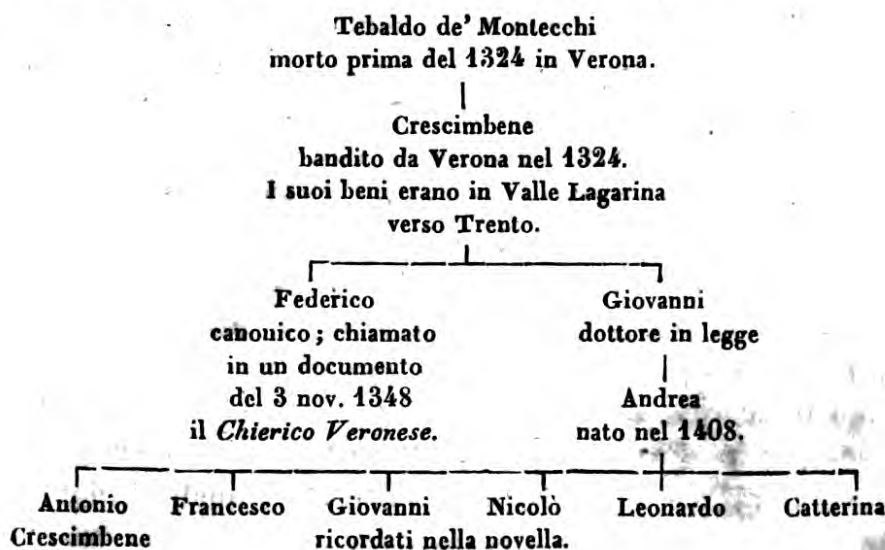 Tebaldo de' Montecchi
morto prima del 1324 in Verona.
Crescimbene
bandito da Verona nel 1324.
I suoi beni erano in Valle Lagarina
verso Trento.
Federico
canonico; chiamato
in un documento
del 3 nov. 1348
il Chierico Veronese.
Giovanni
dottore in legge
Andrea
nato nel 1408.
Antonio Francesco Giovanni Nicolò Leonardo Catterina
Crescimbene ricordati nella novella.